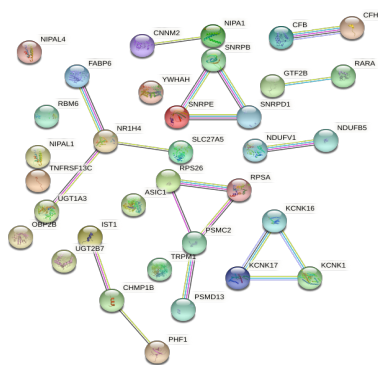 NIPA1
CFH
CNNM2
CFB
NIPAL4
SNRPB
FABP6
RARA
YWHAH
GTF2B
RBM6
SNRPE
SNRPD1
NDUFB5
NR1H4
NDUFV1
SLC27A5
NIPAL1
TNFRSF13C
RPS26
RPSA
UGT1A3
ASIC1
KCNK16
OBP2B
IST1
PSMC2
UGT2B7
TRPM1
KCNK17
KCNK1
CHMP1B
PSMD13
PHF1